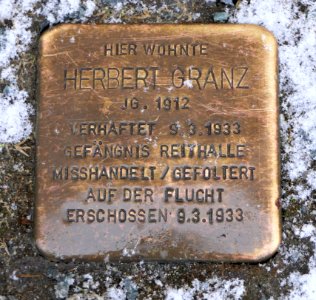 HIER WOHNTE
HERBERT GRANZ
JG. 1912
VERHAFTET 9.3.1933
GEFÄNGNIS REITHALLE
MISSHANDELT/GEFOLTERT
AUF DER FLUCHT
ERSCHOSSEN 9.3.1933